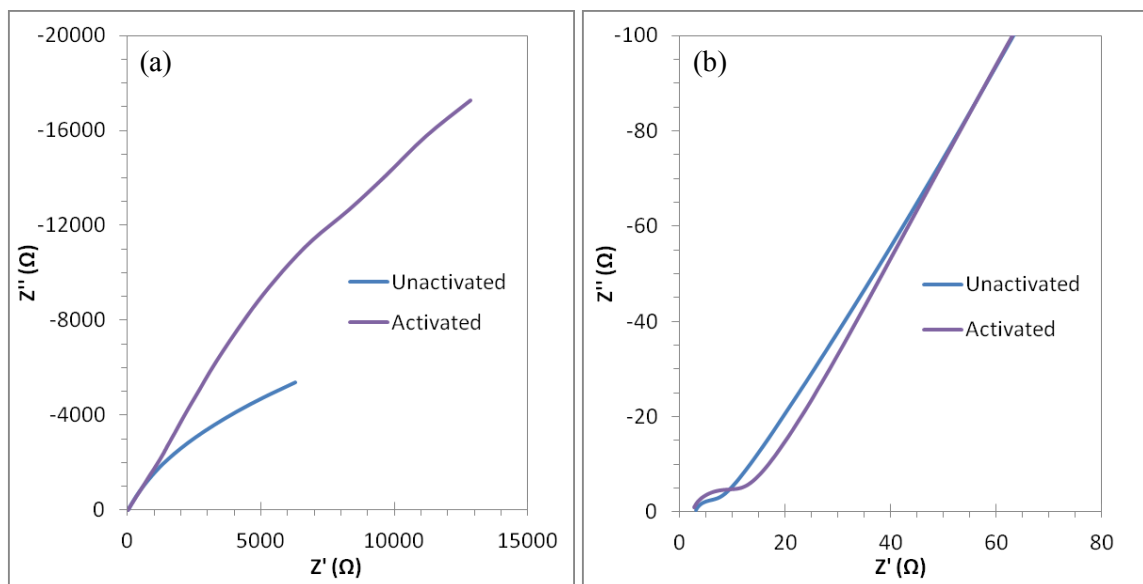 (a)
-20000
-16000
-12000
-8000
-4000
0
Z'' (Ω)
0 5000 10000 15000
Z' (Ω)
Unactivated
Activated
(b)
-100
-80
-60
-40
-20
0
Z'' (Ω)
0 20 40 60 80
Z' (Ω)
Unactivated
Activated